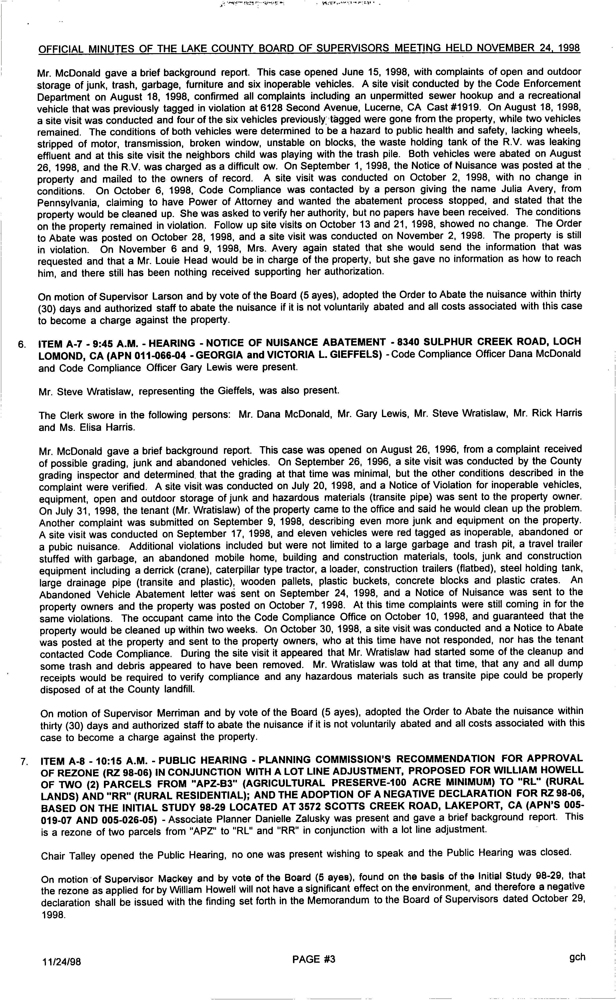 OFFICIAL MINUTES OF THE LAKE COUNTY BOARD OF SUPERVISORS MEETING HELD NOVEMBER 24, 1998
Mr. McDonald gave a brief background report. This case opened June 15, 1998, with complaints of open and outdoor
storage of junk, trash, garbage, furniture and six inoperable vehicles. A site visit conducted by the Code Enforcement
Department on August 18, 1998, confirmed all complaints including an unpermitted sewer hookup and a recreational
vehicle that was previously tagged in violation at 6128 Second Avenue, Lucerne, CA Cast #1919. On August 18, 1998,
a site visit was conducted and four of the six vehicles previously tagged were gone from the property, while two vehicles
remained. The conditions of both vehicles were determined to be a hazard to public health and safety, lacking wheels,
stripped of motor, transmission, broken window, unstable on blocks, the waste holding tank of the R.V. was leaking
effluent and at this site visit the neighbors child was playing with the trash pile. Both vehicles were abated on August
26, 1998, and the R.V. was charged as a difficult ow. On September 1, 1998, the Notice of Nuisance was posted at the
property and mailed to the owners of record. A site visit was conducted on October 2, 1998, with no change in
conditions. On October 6, 1998, Code Compliance was contacted by a person giving the name Julia Avery, from
Pennsylvania, claiming to have Power of Attorney and wanted the abatement process stopped, and stated that the
property would be cleaned up. She was asked to verify her authority, but no papers have been received. The conditions
on the property remained in violation. Follow up site visits on October 13 and 21, 1998, showed no change. The Order
to Abate was posted on October 28, 1998, and a site visit was conducted on November 2, 1998. The property is still
in violation. On November 6 and 9, 1998, Mrs. Avery again stated that she would send the information that was
requested and that a Mr. Louie Head would be in charge of the property, but she gave no information as how to reach
him, and there still has been nothing received supporting her authorization.
On motion of Supervisor Larson and by vote of the Board (5 ayes), adopted the Order to Abate the nuisance within thirty
(30) days and authorized staff to abate the nuisance if it is not voluntarily abated and all costs associated with this case
to become a charge against the property.
6. ITEM A-7 - 9:45 A.M. - HEARING - NOTICE OF NUISANCE ABATEMENT - 8340 SULPHUR CREEK ROAD, LOCH
LOMOND, CA (APN 011-066-04 - GEORGIA and VICTORIA L. GIEFFELS) - Code Compliance Officer Dana McDonald
and Code Compliance Officer Gary Lewis were present.
Mr. Steve Wratislaw, representing the Gieffels, was also present.
The Clerk swore in the following persons: Mr. Dana McDonald, Mr. Gary Lewis, Mr. Steve Wratislaw, Mr. Rick Harris
and Ms. Elisa Harris.
Mr. McDonald gave a brief background report. This case was opened on August 26, 1996, from a complaint received
of possible grading, junk and abandoned vehicles. On September 26, 1996, a site visit was conducted by the County
grading inspector and determined that the grading at that time was minimal, but the other conditions described in the
complaint were verified. A site visit was conducted on July 20, 1998, and a Notice of Violation for inoperable vehicles,
equipment, open and outdoor storage of junk and hazardous materials (transite pipe) was sent to the property owner.
On July 31, 1998, the tenant (Mr. Wratislaw) of the property came to the office and said he would clean up the problem.
Another complaint was submitted on September 9, 1998, describing even more junk and equipment on the property.
A site visit was conducted on September 17, 1998, and eleven vehicles were red tagged as inoperable, abandoned or
a pubic nuisance. Additional violations included but were not limited to a large garbage and trash pit, a travel trailer
stuffed with garbage, an abandoned mobile home, building and construction materials, tools, junk and construction
equipment including a derrick (crane), caterpillar type tractor, a loader, construction trailers (flatbed), steel holding tank,
large drainage pipe (transite and plastic), wooden pallets, plastic buckets, concrete blocks and plastic crates. An
Abandoned Vehicle Abatement letter was sent on September 24, 1998, and a Notice of Nuisance was sent to the
property owners and the property was posted on October 7, 1998. At this time complaints were still coming in for the
same violations. The occupant came into the Code Compliance Office on October 10, 1998, and guaranteed that the
property would be cleaned up within two weeks. On October 30, 1998, a site visit was conducted and a Notice to Abate
was posted at the property and sent to the property owners, who at this time have not responded, nor has the tenant
contacted Code Compliance. During the site visit it appeared that Mr. Wratislaw had started some of the cleanup and
some trash and debris appeared to have been removed. Mr. Wratislaw was told at that time, that any and all dump
receipts would be required to verify compliance and any hazardous materials such as transite pipe could be properly
disposed of at the County landfill.
On motion of Supervisor Merriman and by vote of the Board (5 ayes), adopted the Order to Abate the nuisance within
thirty (30) days and authorized staff to abate the nuisance if it is not voluntarily abated and all costs associated with this
case to become a charge against the property.
7. ITEM A-8 - 10:15 A.M. - PUBLIC HEARING - PLANNING COMMISSION'S RECOMMENDATION FOR APPROVAL
OF REZONE (RZ 98-06) IN CONJUNCTION WITH A LOT LINE ADJUSTMENT, PROPOSED FOR WILLIAM HOWELL
OF TWO (2) PARCELS FROM "APZ-B3" (AGRICULTURAL PRESERVE-100 ACRE MINIMUM) TO "RL" (RURAL
LANDS) AND "RR" (RURAL RESIDENTIAL); AND THE ADOPTION OF A NEGATIVE DECLARATION FOR RZ 98-06,
BASED ON THE INITIAL STUDY 98-29 LOCATED AT 3572 SCOTTS CREEK ROAD, LAKEPORT, CA (APN'S 005-
019-07 AND 005-026-05) - Associate Planner Danielle Zalusky was present and gave a brief background report. This
is a rezone of two parcels from "APZ" to "RL" and "RR" in conjunction with a lot line adjustment.
Chair Talley opened the Public Hearing, no one was present wishing to speak and the Public Hearing was closed.
On motion of Supervisor Mackey and by vote of the Board (5 ayes), found on the basis of the Initial Study 98-29, that
the rezone as applied for by William Howell will not have a significant effect on the environment, and therefore a negative
declaration shall be issued with the finding set forth in the Memorandum to the Board of Supervisors dated October 29,
1998.
11/24/98 PAGE #3 gch